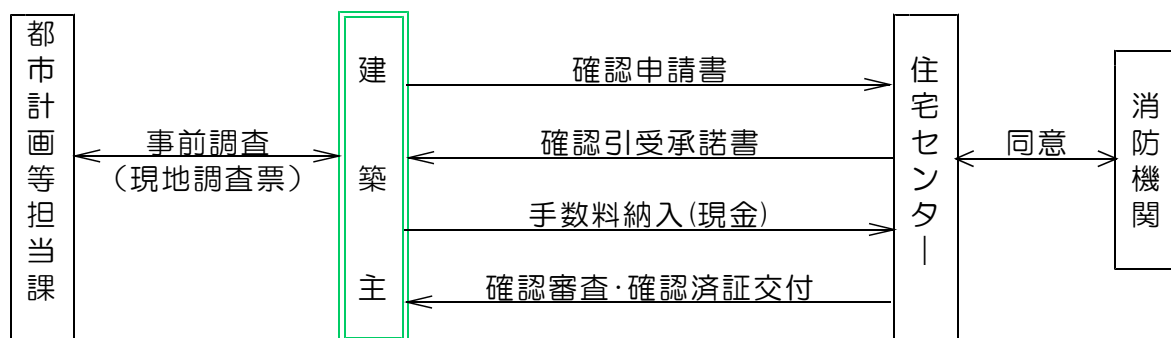 都市計画等担当課
事前調査
（現地調査票）
建築主
確認申請書
確認引受承諾書
手数料納入(現金)
確認審査･確認済証交付
住宅センター
同意
消防機関